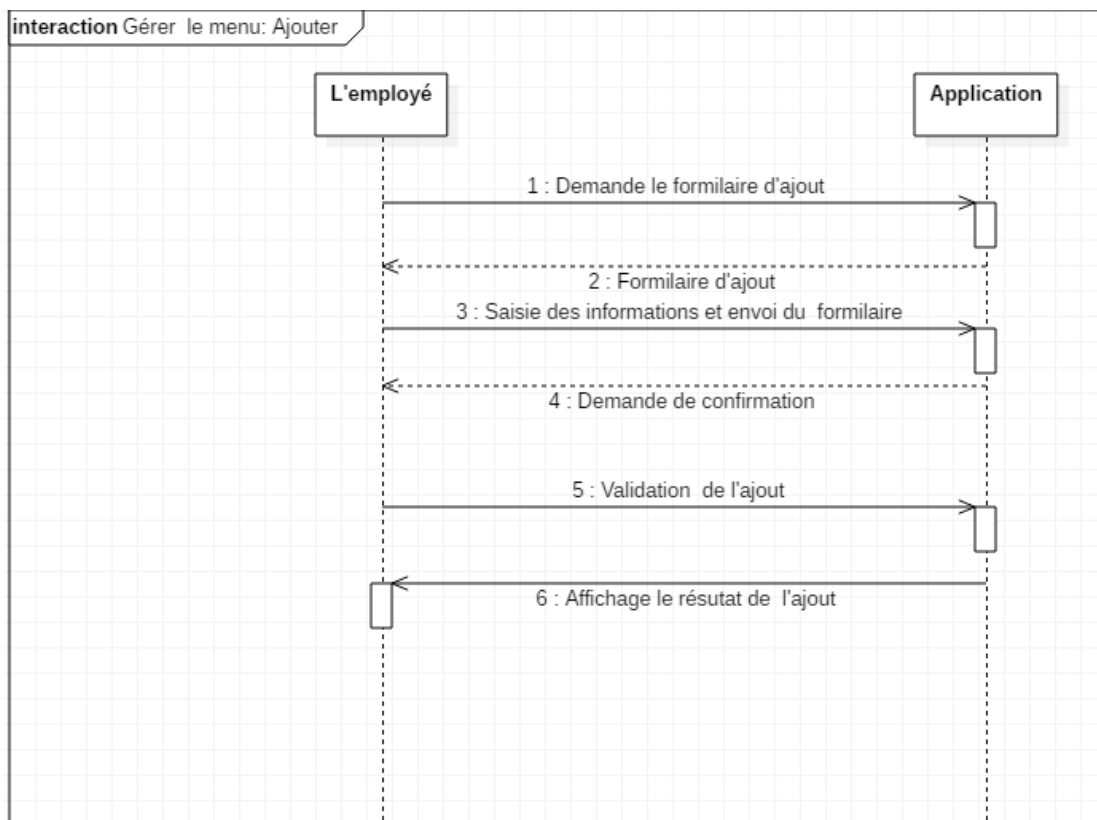 interaction Gérer le menu: Ajouter
L'employé
Application
1 : Demande le formilaire d'ajout
2 : Formilaire d'ajout
3 : Saisie des informations et envoi du formilaire
4 : Demande de confirmation
5 : Validation de l'ajout
6 : Affichage le résutat de l'ajout